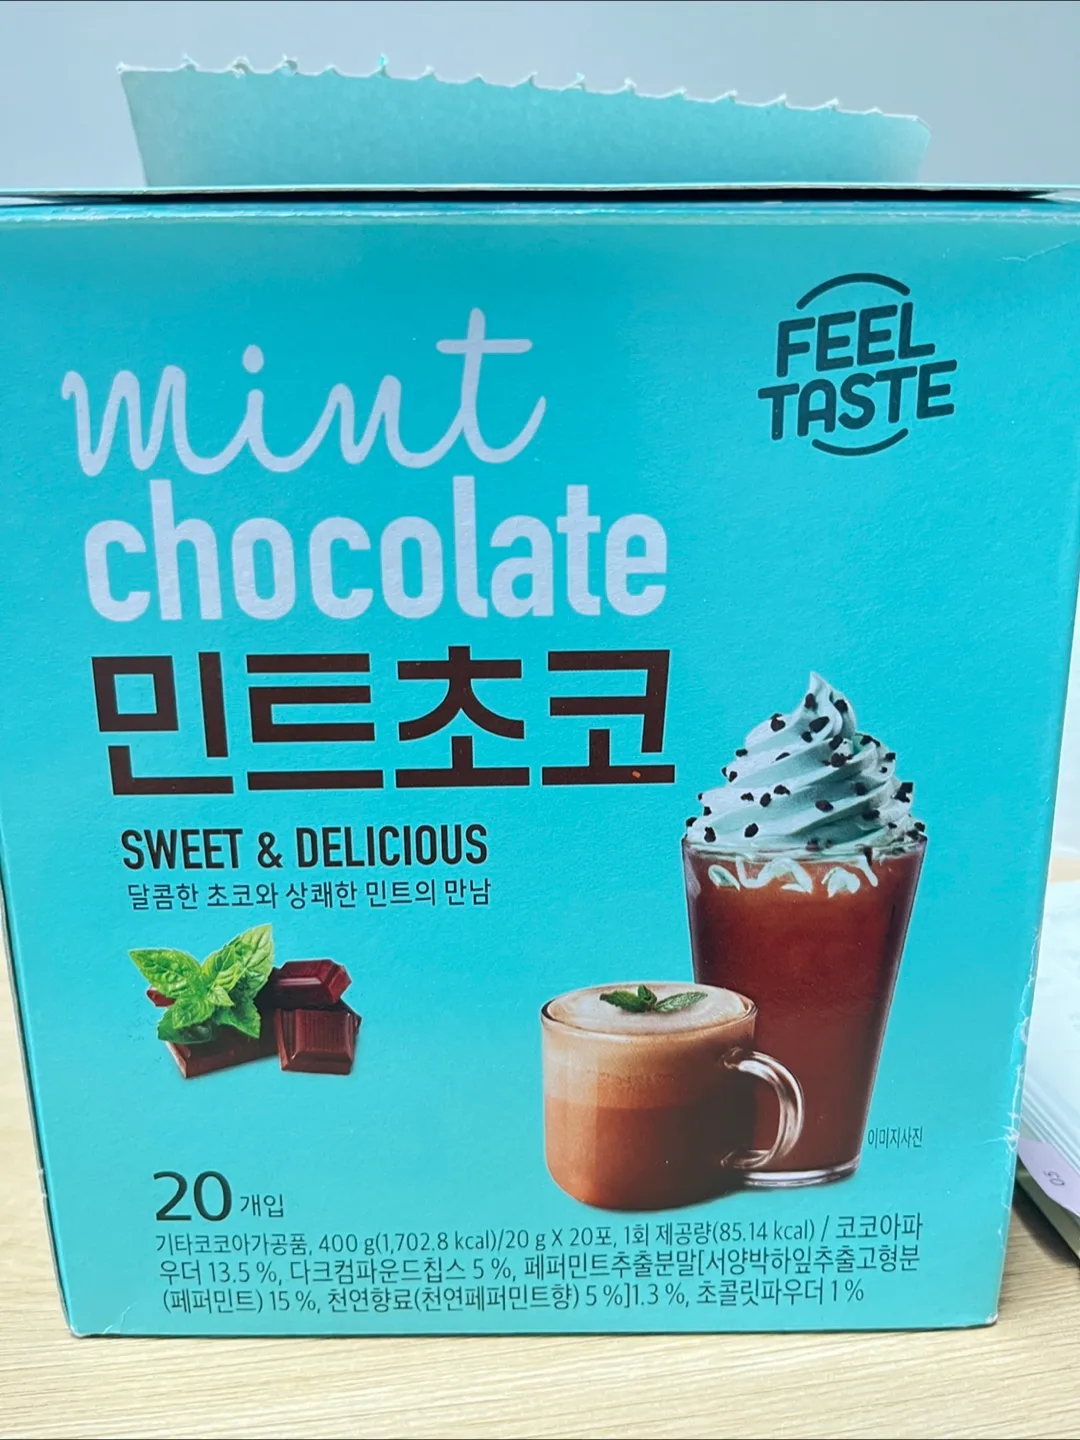 FEEL
TASTE
mint
chocolate
민트초코
SWEET & DELICIOUS
달콤한 초코와 상쾌한 민트의 만남
이미지사진
20 개입
기타코코아가공품, 400 g(1,702.8 kcal)/20 g X 20포, 1회 제공량(85.14 kcal) / 코코아파
우더 13.5 %, 다크컴파운드칩스 5 %, 페퍼민트추출분말[서양박하잎추출고형분
(페퍼민트) 15 %, 천연향료(천연페퍼민트향) 5 %]1.3 %, 초콜릿파우더 1 %